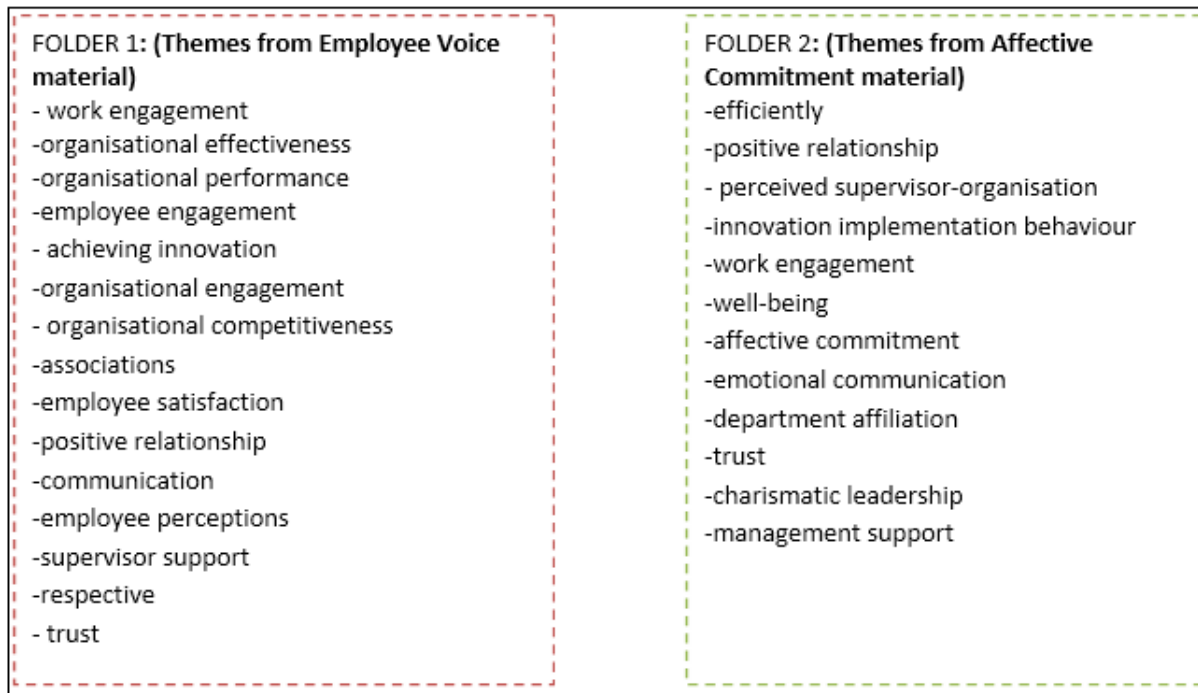 FOLDER 1: (Themes from Employee Voice
material)
- work engagement
-organisational effectiveness
-organisational performance
-employee engagement
- achieving innovation
-organisational engagement
- organisational competitiveness
-associations
-employee satisfaction
-positive relationship
-communication
-employee perceptions
-supervisor support
-respective
- trust
FOLDER 2: (Themes from Affective
Commitment material)
-efficiently
-positive relationship
- perceived supervisor-organisation
-innovation implementation behaviour
-work engagement
-well-being
-affective commitment
-emotional communication
-department affiliation
-trust
-charismatic leadership
-management support